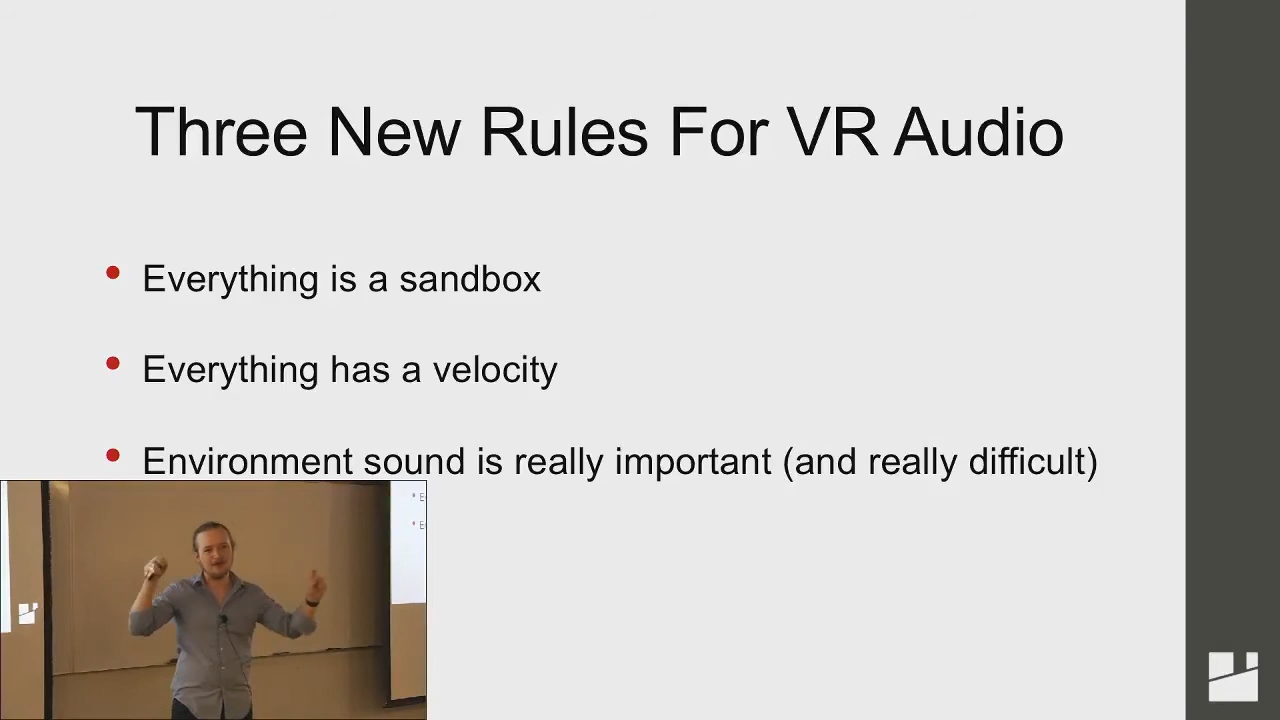 Three New Rules For VR Audio
Everything is a sandbox
Everything has a velocity
Environment sound is really important (and really difficult)